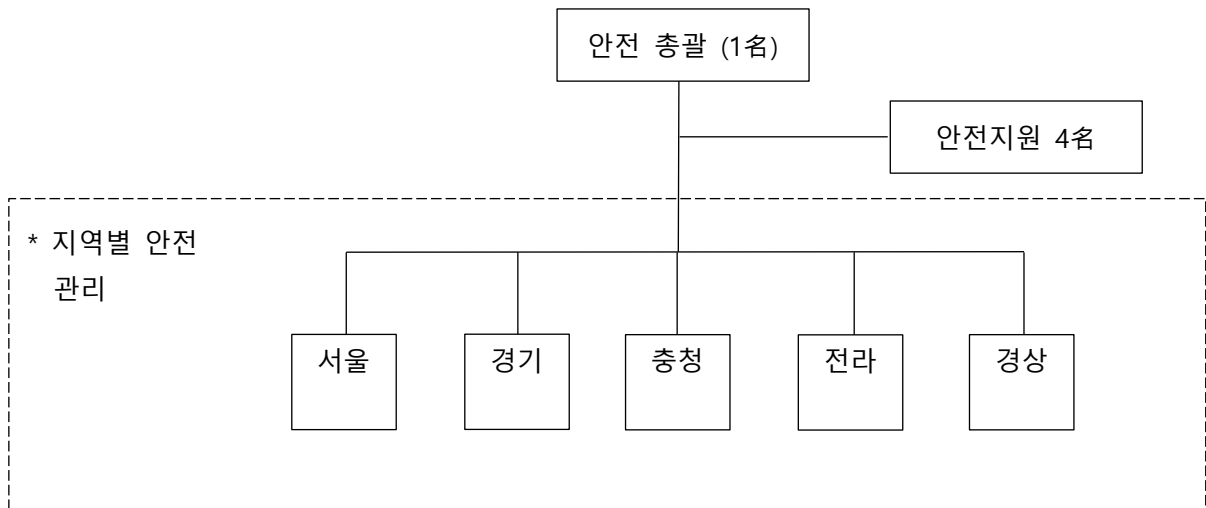 안전 총괄 (1名)
안전지원 4名
* 지역별 안전
관리
서울
경기
충청
전라
경상